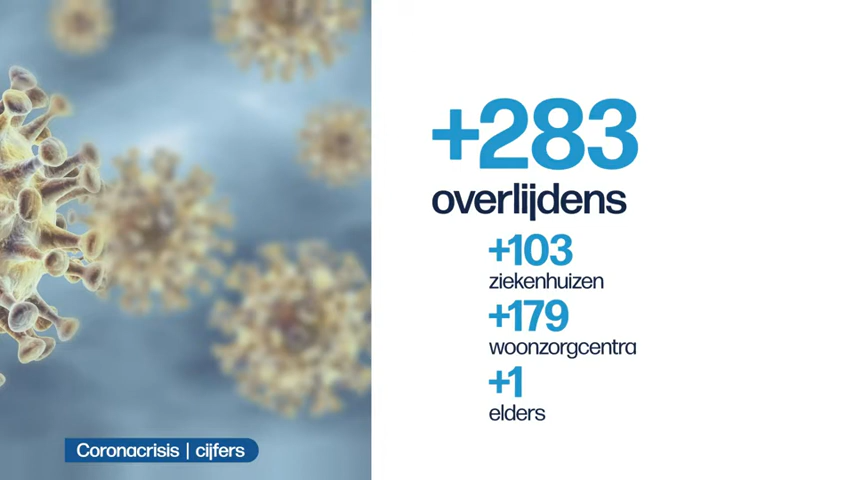 +283
overlijdens
+103
ziekenhuizen
+179
woonzorgcentra
+1
elders
Coronacrisis | cijfers